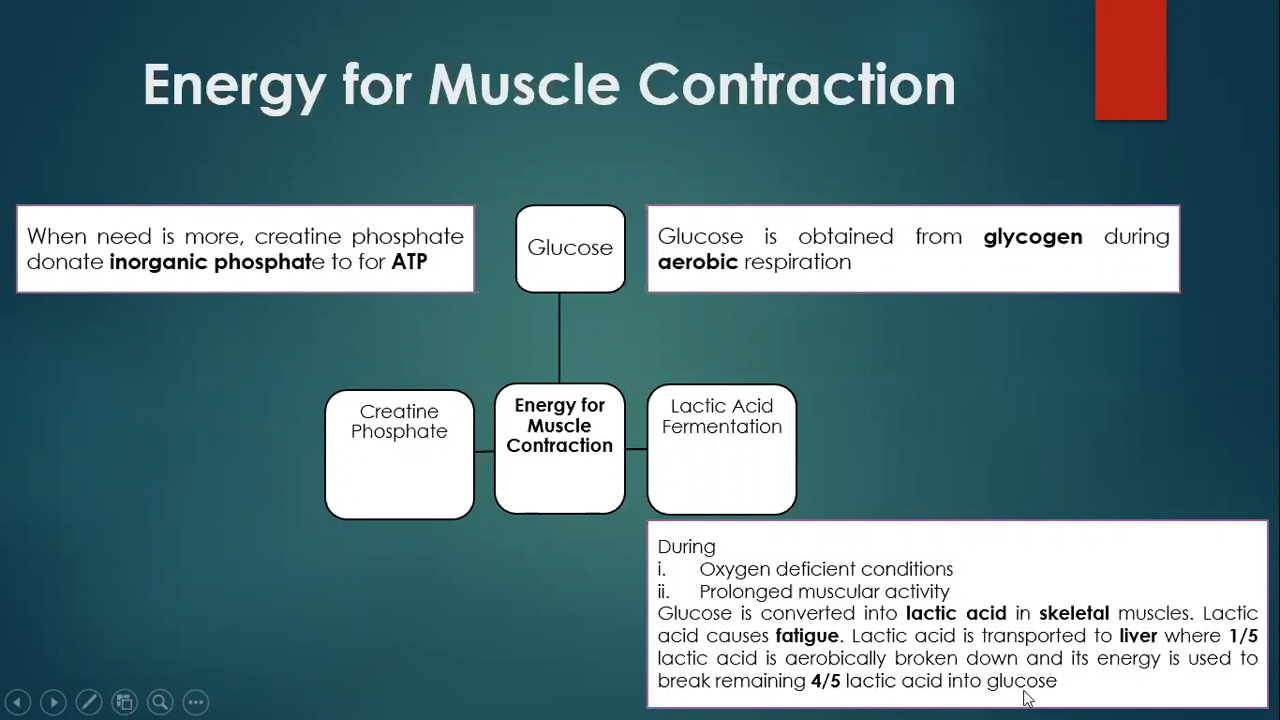 Energy for Muscle Contraction
When need is more, creatine phosphate
donate inorganic phosphate to for ATP
Glucose
Glucose is obtained from glycogen during
aerobic respiration
Creatine
Phosphate
Energy for
Muscle
Contraction
Lactic Acid
Fermentation
During
i. Oxygen deficient conditions
ii. Prolonged muscular activity
Glucose is converted into lactic acid in skeletal muscles. Lactic
acid causes fatigue. Lactic acid is transported to liver where 1/5
lactic acid is aerobically broken down and its energy is used to
break remaining 4/5 lactic acid into glucose